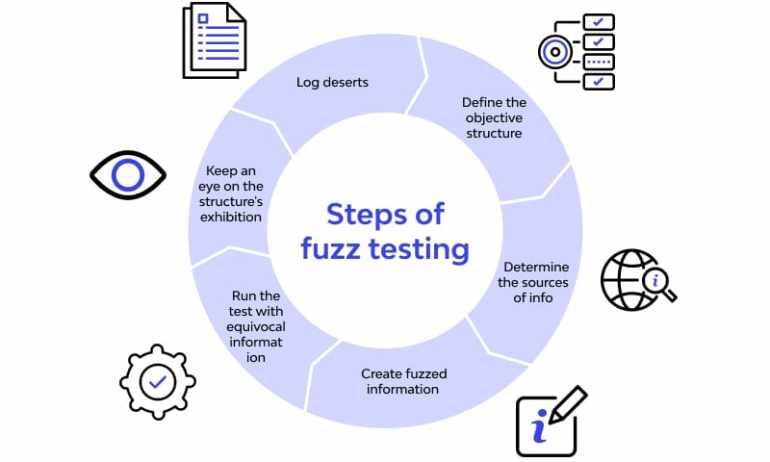 Steps of
fuzz testing
Define the
objective
structure
Determine
the sources
of info
Create fuzzed
information
Run the
test with
equivocal
informat
ion
Keep an
eye on the
structure's
exhibition
Log deserts
i
i